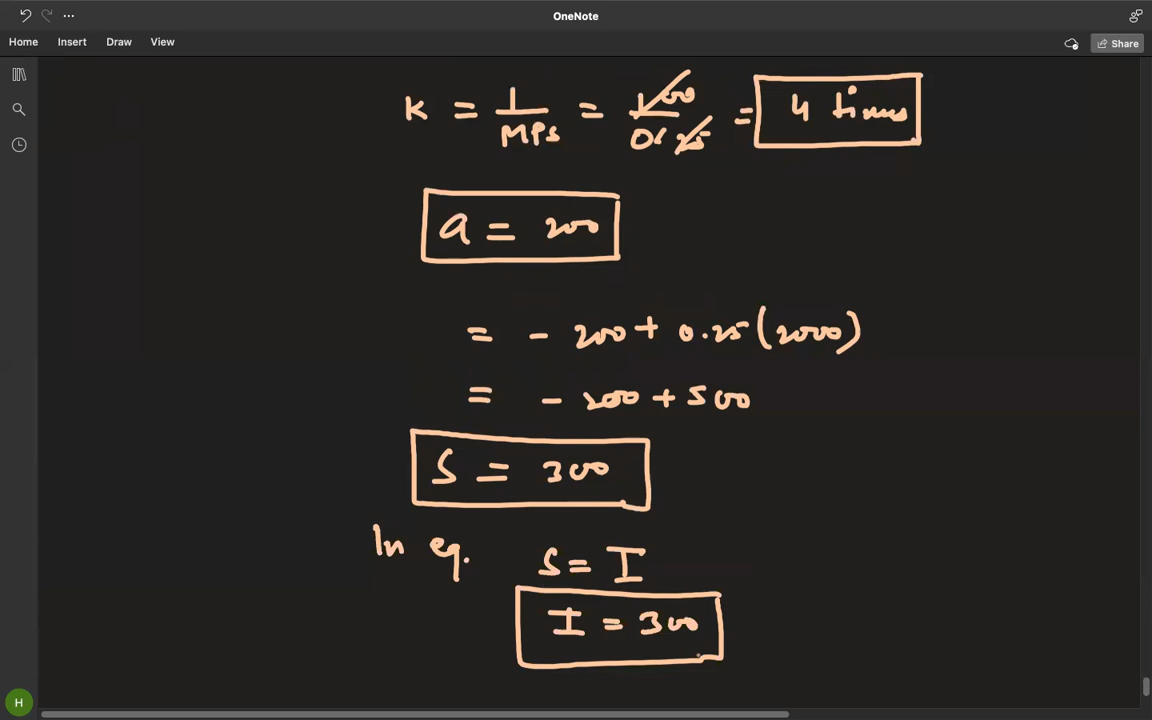 OneNote
Home Insert Draw View
Share
K = 1/MPS = 100/0.25 = 4 times
a = 200
= - 200 + 0.25 (2000)
= - 200 + 500
S = 300
In eq. S = I
I = 300
H